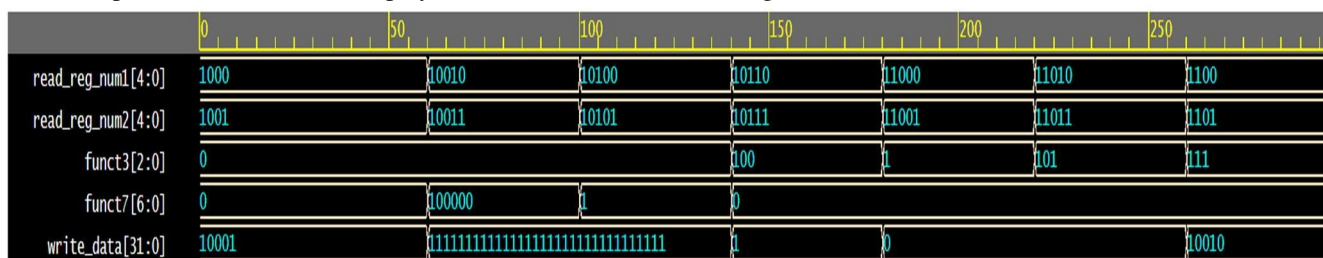 0 50 100 150 200 250
read_reg_num1[4:0] 1000 10010 10100 10110 11000 11010 1100
read_reg_num2[4:0] 1001 10011 10101 10111 11001 11011 1101
funct3[2:0] 0 100 1 101 111
funct7[6:0] 0 100000 1 0
write_data[31:0] 10001 11111111111111111111111111111111 1 0 10010